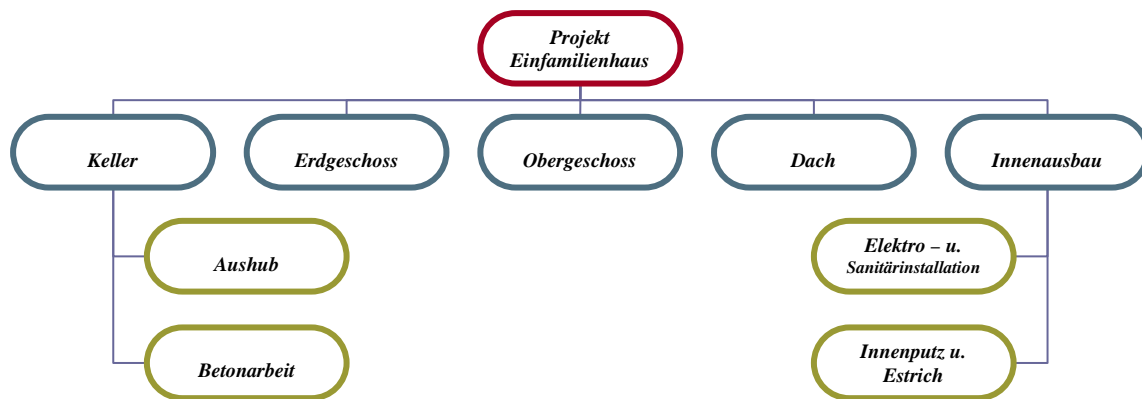 Projekt
Einfamilienhaus
Keller
Erdgeschoss
Obergeschoss
Dach
Innenausbau
Aushub
Elektro – u.
Sanitärinstallation
Betonarbeit
Innenputz u.
Estrich